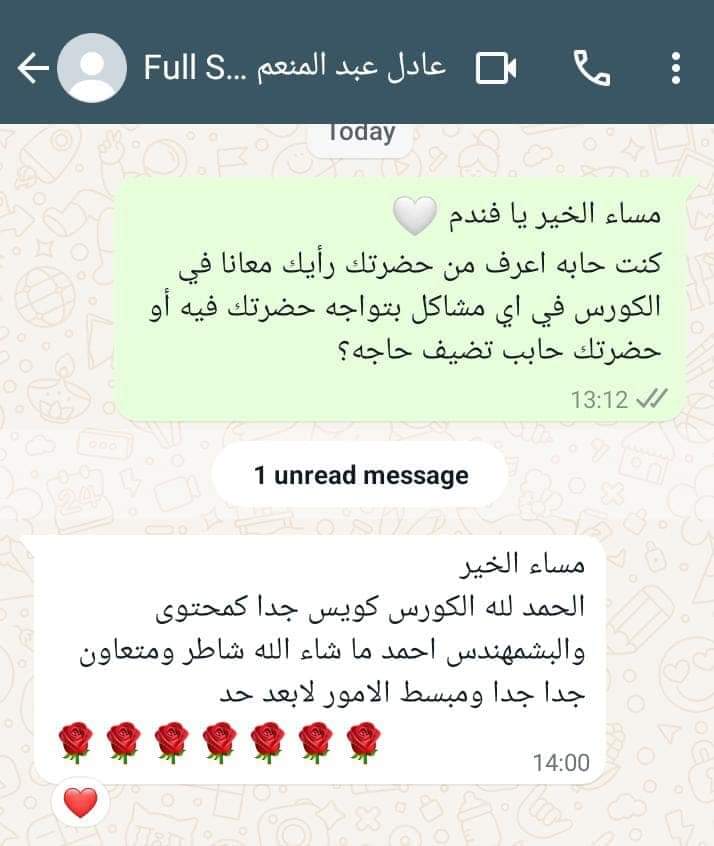 Full S... عادل عبد المنعم
Today
مساء الخير يا فندم 🤍
كنت حابه اعرف من حضرتك رأيك معانا في
الكورس في اي مشاكل بتواجه حضرتك فيه أو
حضرتك حابب تضيف حاجه؟
13:12
1 unread message
مساء الخير
الحمد لله الكورس كويس جدا كمحتوى
والبشمهندس احمد ما شاء الله شاطر ومتعاون
جدا جدا ومبسط الامور لابعد حد
🌹🌹🌹🌹🌹🌹🌹
14:00
❤️